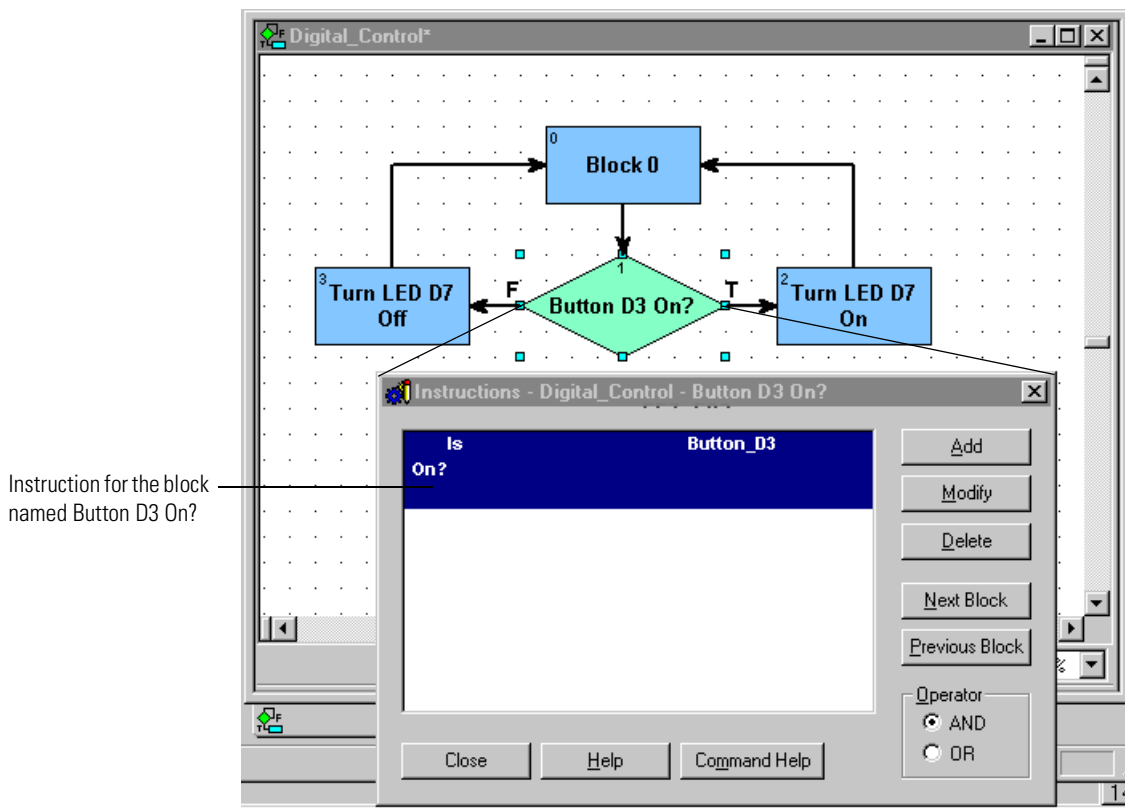 Digital_Control*
0
Block 0
3
Turn LED D7
Off
F
1
Button D3 On?
T
2
Turn LED D7
On
Instructions - Digital_Control - Button D3 On?
Is Button_D3
On?
Add
Modify
Delete
Next Block
Previous Block
Operator
AND
OR
Close
Help
Command Help
Instruction for the block
named Button D3 On?
%
F
T
14